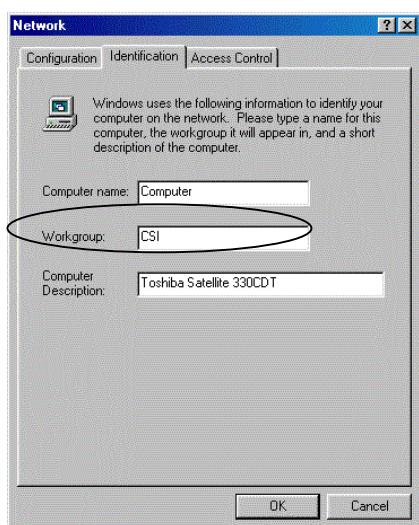 Network
Configuration Identification Access Control
Windows uses the following information to identify your
computer on the network. Please type a name for this
computer, the workgroup it will appear in, and a short
description of the computer.
Computer name: Computer
Workgroup: CSI
Computer
Description: Toshiba Satellite 330CDT
OK Cancel